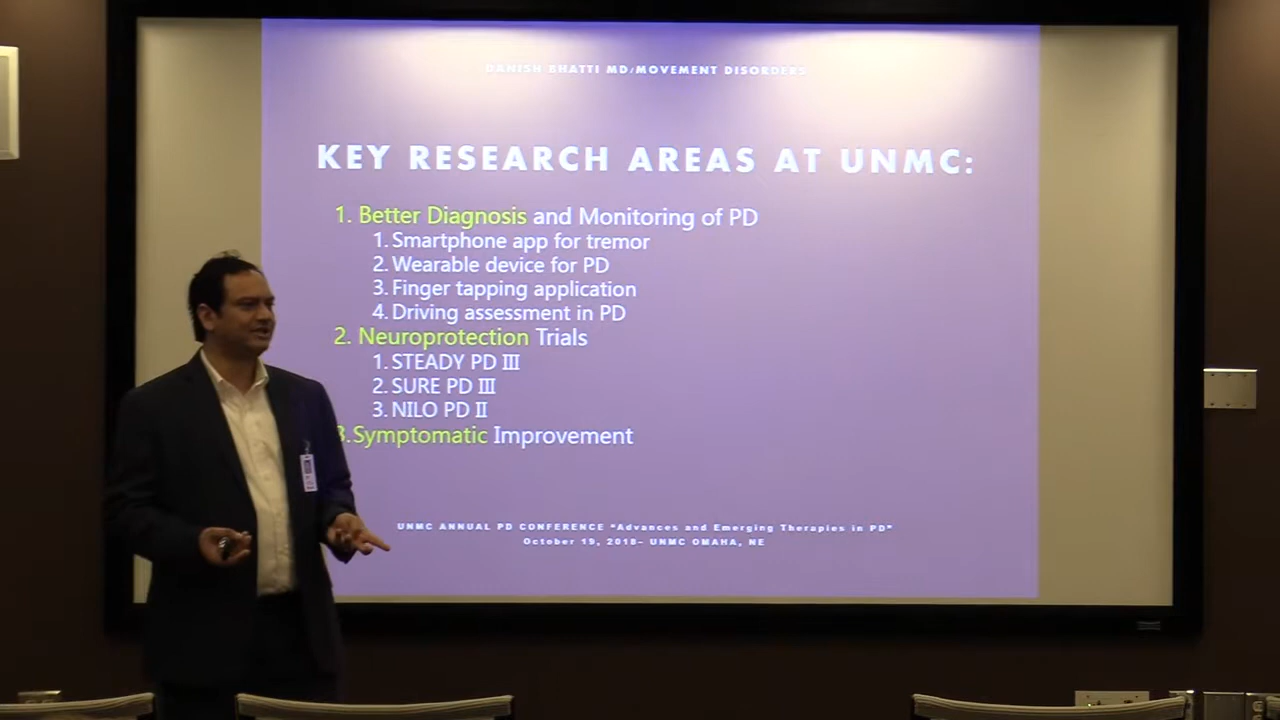 DANISH BHATTI MD/MOVEMENT DISORDERS
KEY RESEARCH AREAS AT UNMC:
1. Better Diagnosis and Monitoring of PD
1. Smartphone app for tremor
2. Wearable device for PD
3. Finger tapping application
4. Driving assessment in PD
2. Neuroprotection Trials
1. STEADY PD III
2. SURE PD III
3. NILO PD II
3. Symptomatic Improvement
UNMC ANNUAL PD CONFERENCE "Advances and Emerging Therapies in PD"
October 19, 2018– UNMC OMAHA, NE